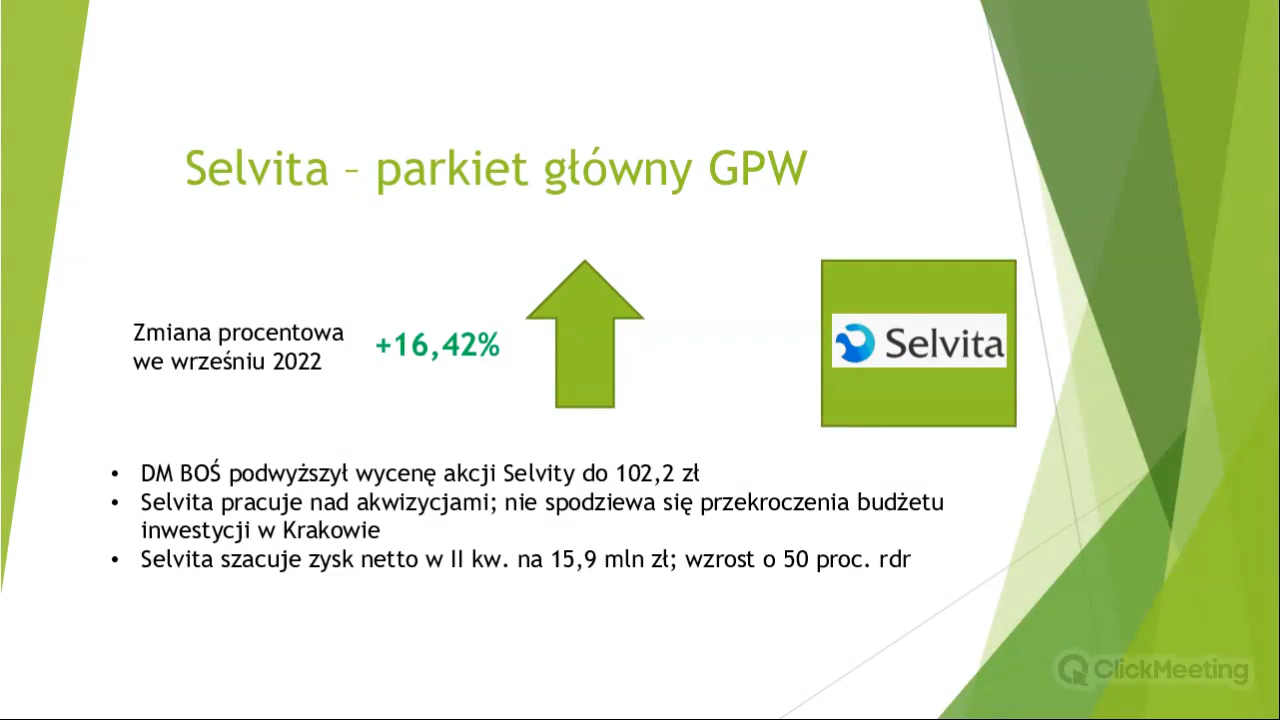 Selvita – parkiet główny GPW
Zmiana procentowa
we wrześniu 2022
+16,42%
Selvita
• DM BOŚ podwyższył wycenę akcji Selvity do 102,2 zł
• Selvita pracuje nad akwizycjami; nie spodziewa się przekroczenia budżetu
inwestycji w Krakowie
• Selvita szacuje zysk netto w II kw. na 15,9 mln zł; wzrost o 50 proc. rdr
ClickMeeting